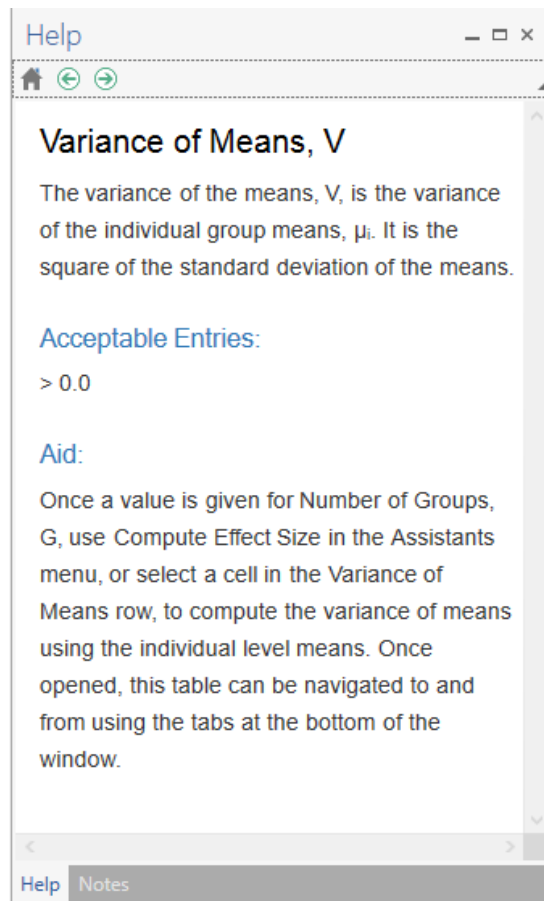 Help
Variance of Means, V
The variance of the means, V, is the variance
of the individual group means, μᵢ. It is the
square of the standard deviation of the means.
Acceptable Entries:
> 0.0
Aid:
Once a value is given for Number of Groups,
G, use Compute Effect Size in the Assistants
menu, or select a cell in the Variance of
Means row, to compute the variance of means
using the individual level means. Once
opened, this table can be navigated to and
from using the tabs at the bottom of the
window.
Help Notes